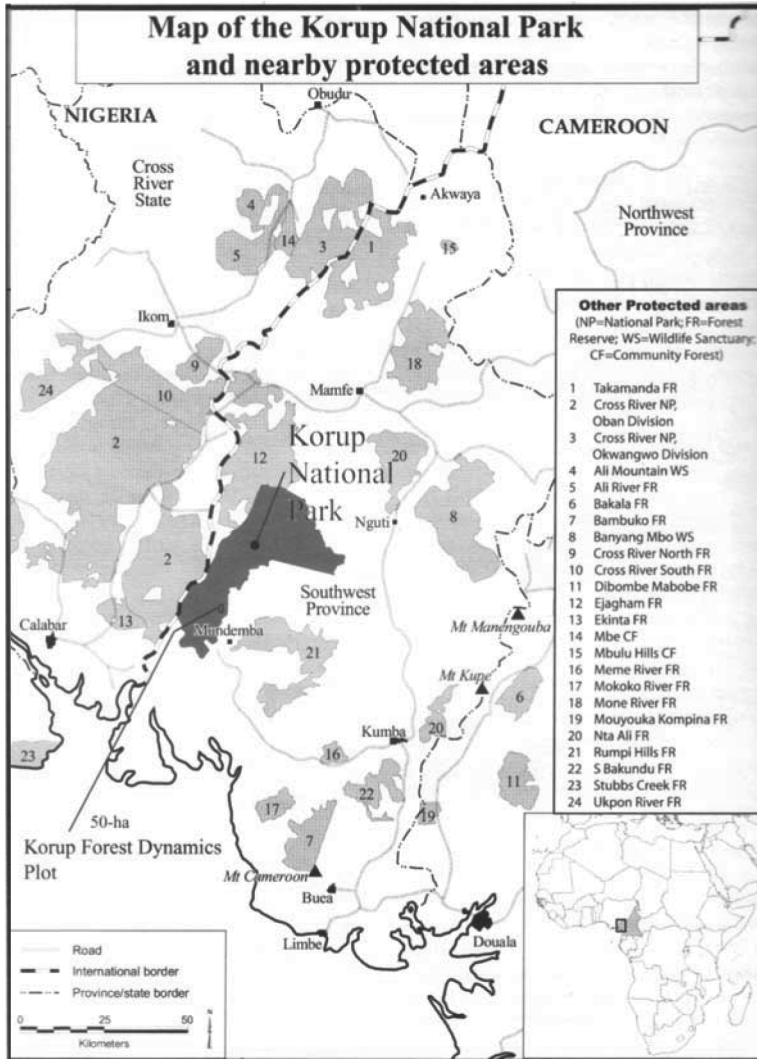 Map of the Korup National Park
and nearby protected areas
NIGERIA
Obudu
CAMEROON
Cross
River
State
Akwaya
Northwest
Province
4
14
3
1
15
5
Ikom
9
18
24
10
Mamfe
2
12
Korup
National
Park
20
Nguti
8
2
Southwest
Province
13
Calabar
Mundemba
21
Mt Manengouba
Mt Kupe
6
Kumba
20
23
16
11
22
17
19
50-ha
Korup Forest Dynamics
Plot
7
Mt Cameroon
Buea
Limbe
Douala
Other Protected areas
(NP=National Park; FR=Forest
Reserve; WS=Wildlife Sanctuary;
CF=Community Forest)
1 Takamanda FR
2 Cross River NP,
Oban Division
3 Cross River NP,
Okwangwo Division
4 Ali Mountain WS
5 Ali River FR
6 Bakala FR
7 Bambuko FR
8 Banyang Mbo WS
9 Cross River North FR
10 Cross River South FR
11 Dibombe Mabobe FR
12 Ejagham FR
13 Ekinta FR
14 Mbe CF
15 Mbulu Hills CF
16 Meme River FR
17 Mokoko River FR
18 Mone River FR
19 Mouyouka Kompina FR
20 Nta Ali FR
21 Rumpi Hills FR
22 S Bakundu FR
23 Stubbs Creek FR
24 Ukpon River FR
Road
International border
Province/state border
0 25 50
Kilometers